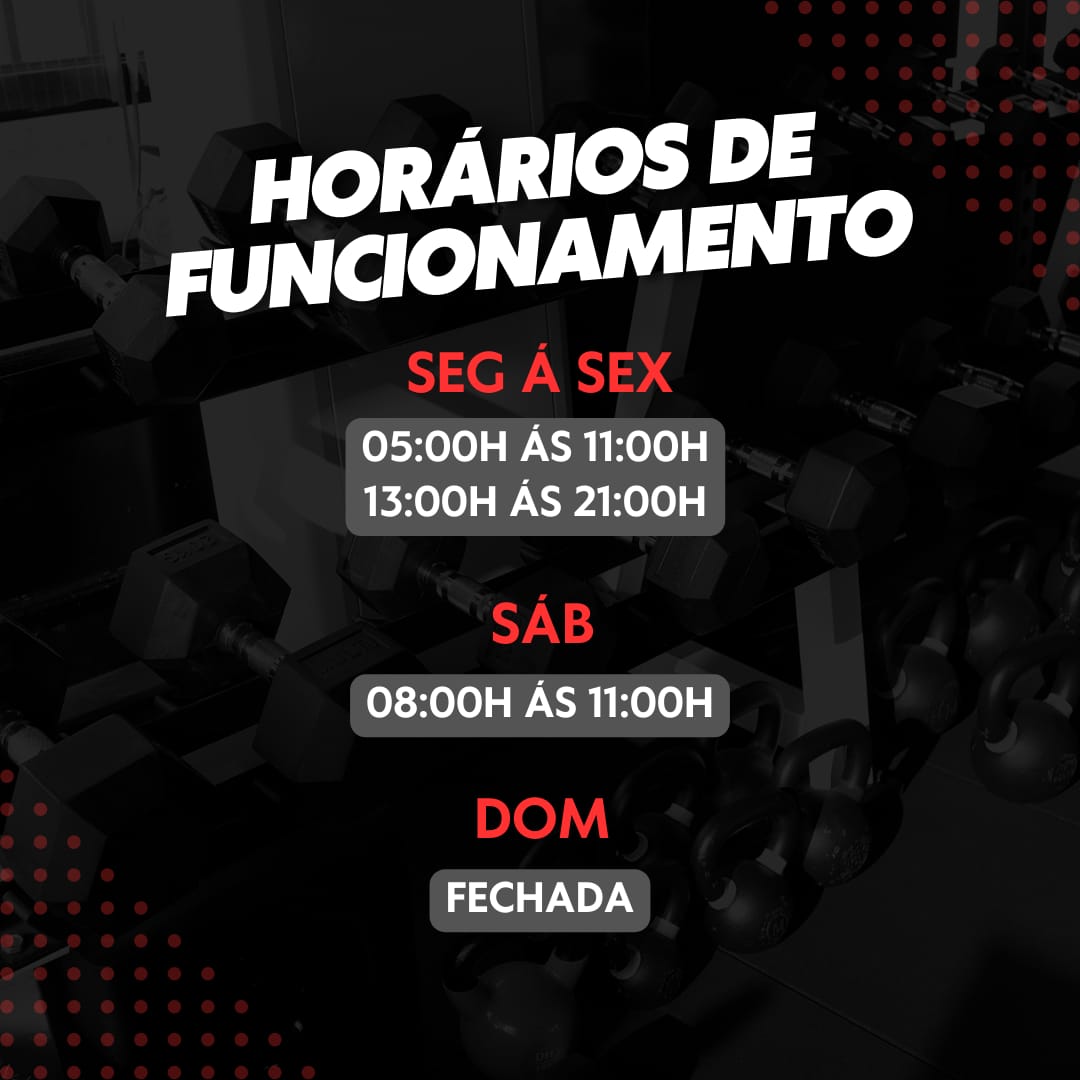 HORÁRIOS DE
FUNCIONAMENTO
SEG Á SEX
05:00H ÁS 11:00H
13:00H ÁS 21:00H
SÁB
08:00H ÁS 11:00H
DOM
FECHADA